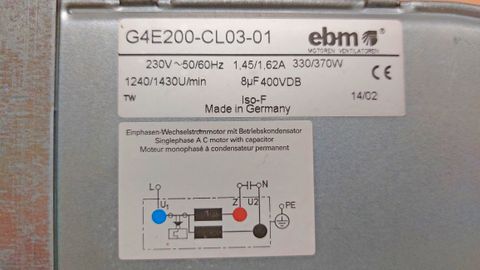 G4E200-CL03-01
ebm
MOTOREN VENTILATOREN
230V~50/60Hz 1,45/1,62A 330/370W
1240/1430U/min 8µF400VDB
CE
TW Iso-F 14/02
Made in Germany
Einphasen-Wechselstrommotor mit Betriebskondensator
Singlephase A C motor with capacitor
Moteur monophasé à condensateur permanent
L N
U1 Z U2 PE